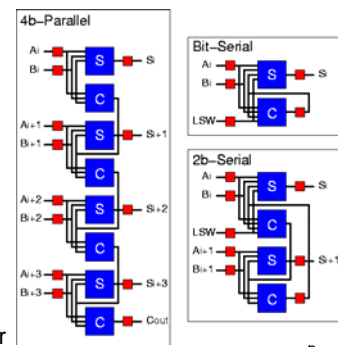 4b-Parallel
Ai
Bi
S
Si
C
Ai+1
Bi+1
S
Si+1
C
Ai+2
Bi+2
S
Si+2
C
Ai+3
Bi+3
S
Si+3
C
Cout
r
Bit-Serial
Ai
Bi
S
Si
C
LSW
2b-Serial
Ai
Bi
S
Si
C
LSW
Ai+1
Bi+1
S
Si+1
C
n